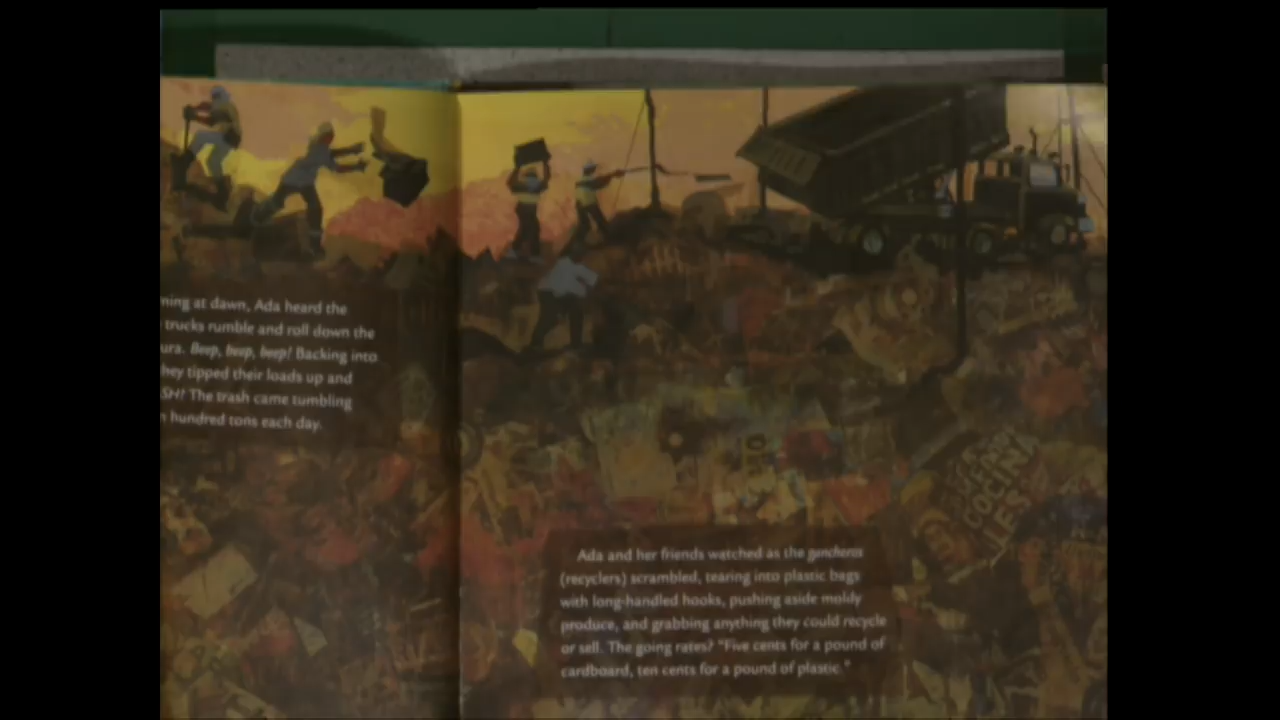 ning at dawn, Ada heard the
trucks rumble and roll down the
ura. Beep, beep, beep! Backing into
hey tipped their loads up and
SH! The trash came tumbling
hundred tons each day.
COCINA
LES
Ada and her friends watched as the gancheros
(recyclers) scrambled, tearing into plastic bags
with long-handled hooks, pushing aside moldy
produce, and grabbing anything they could recycle
or sell. The going rates? "Five cents for a pound of
cardboard, ten cents for a pound of plastic."